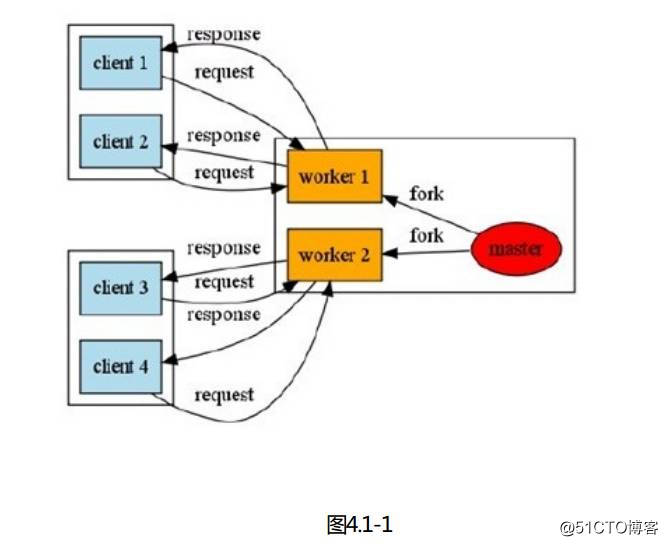 response
client 1
request
client 2
response
request
worker 1
fork
fork
worker 2
master
response
client 3
request
response
client 4
request
图4.1-1
@51CTO博客